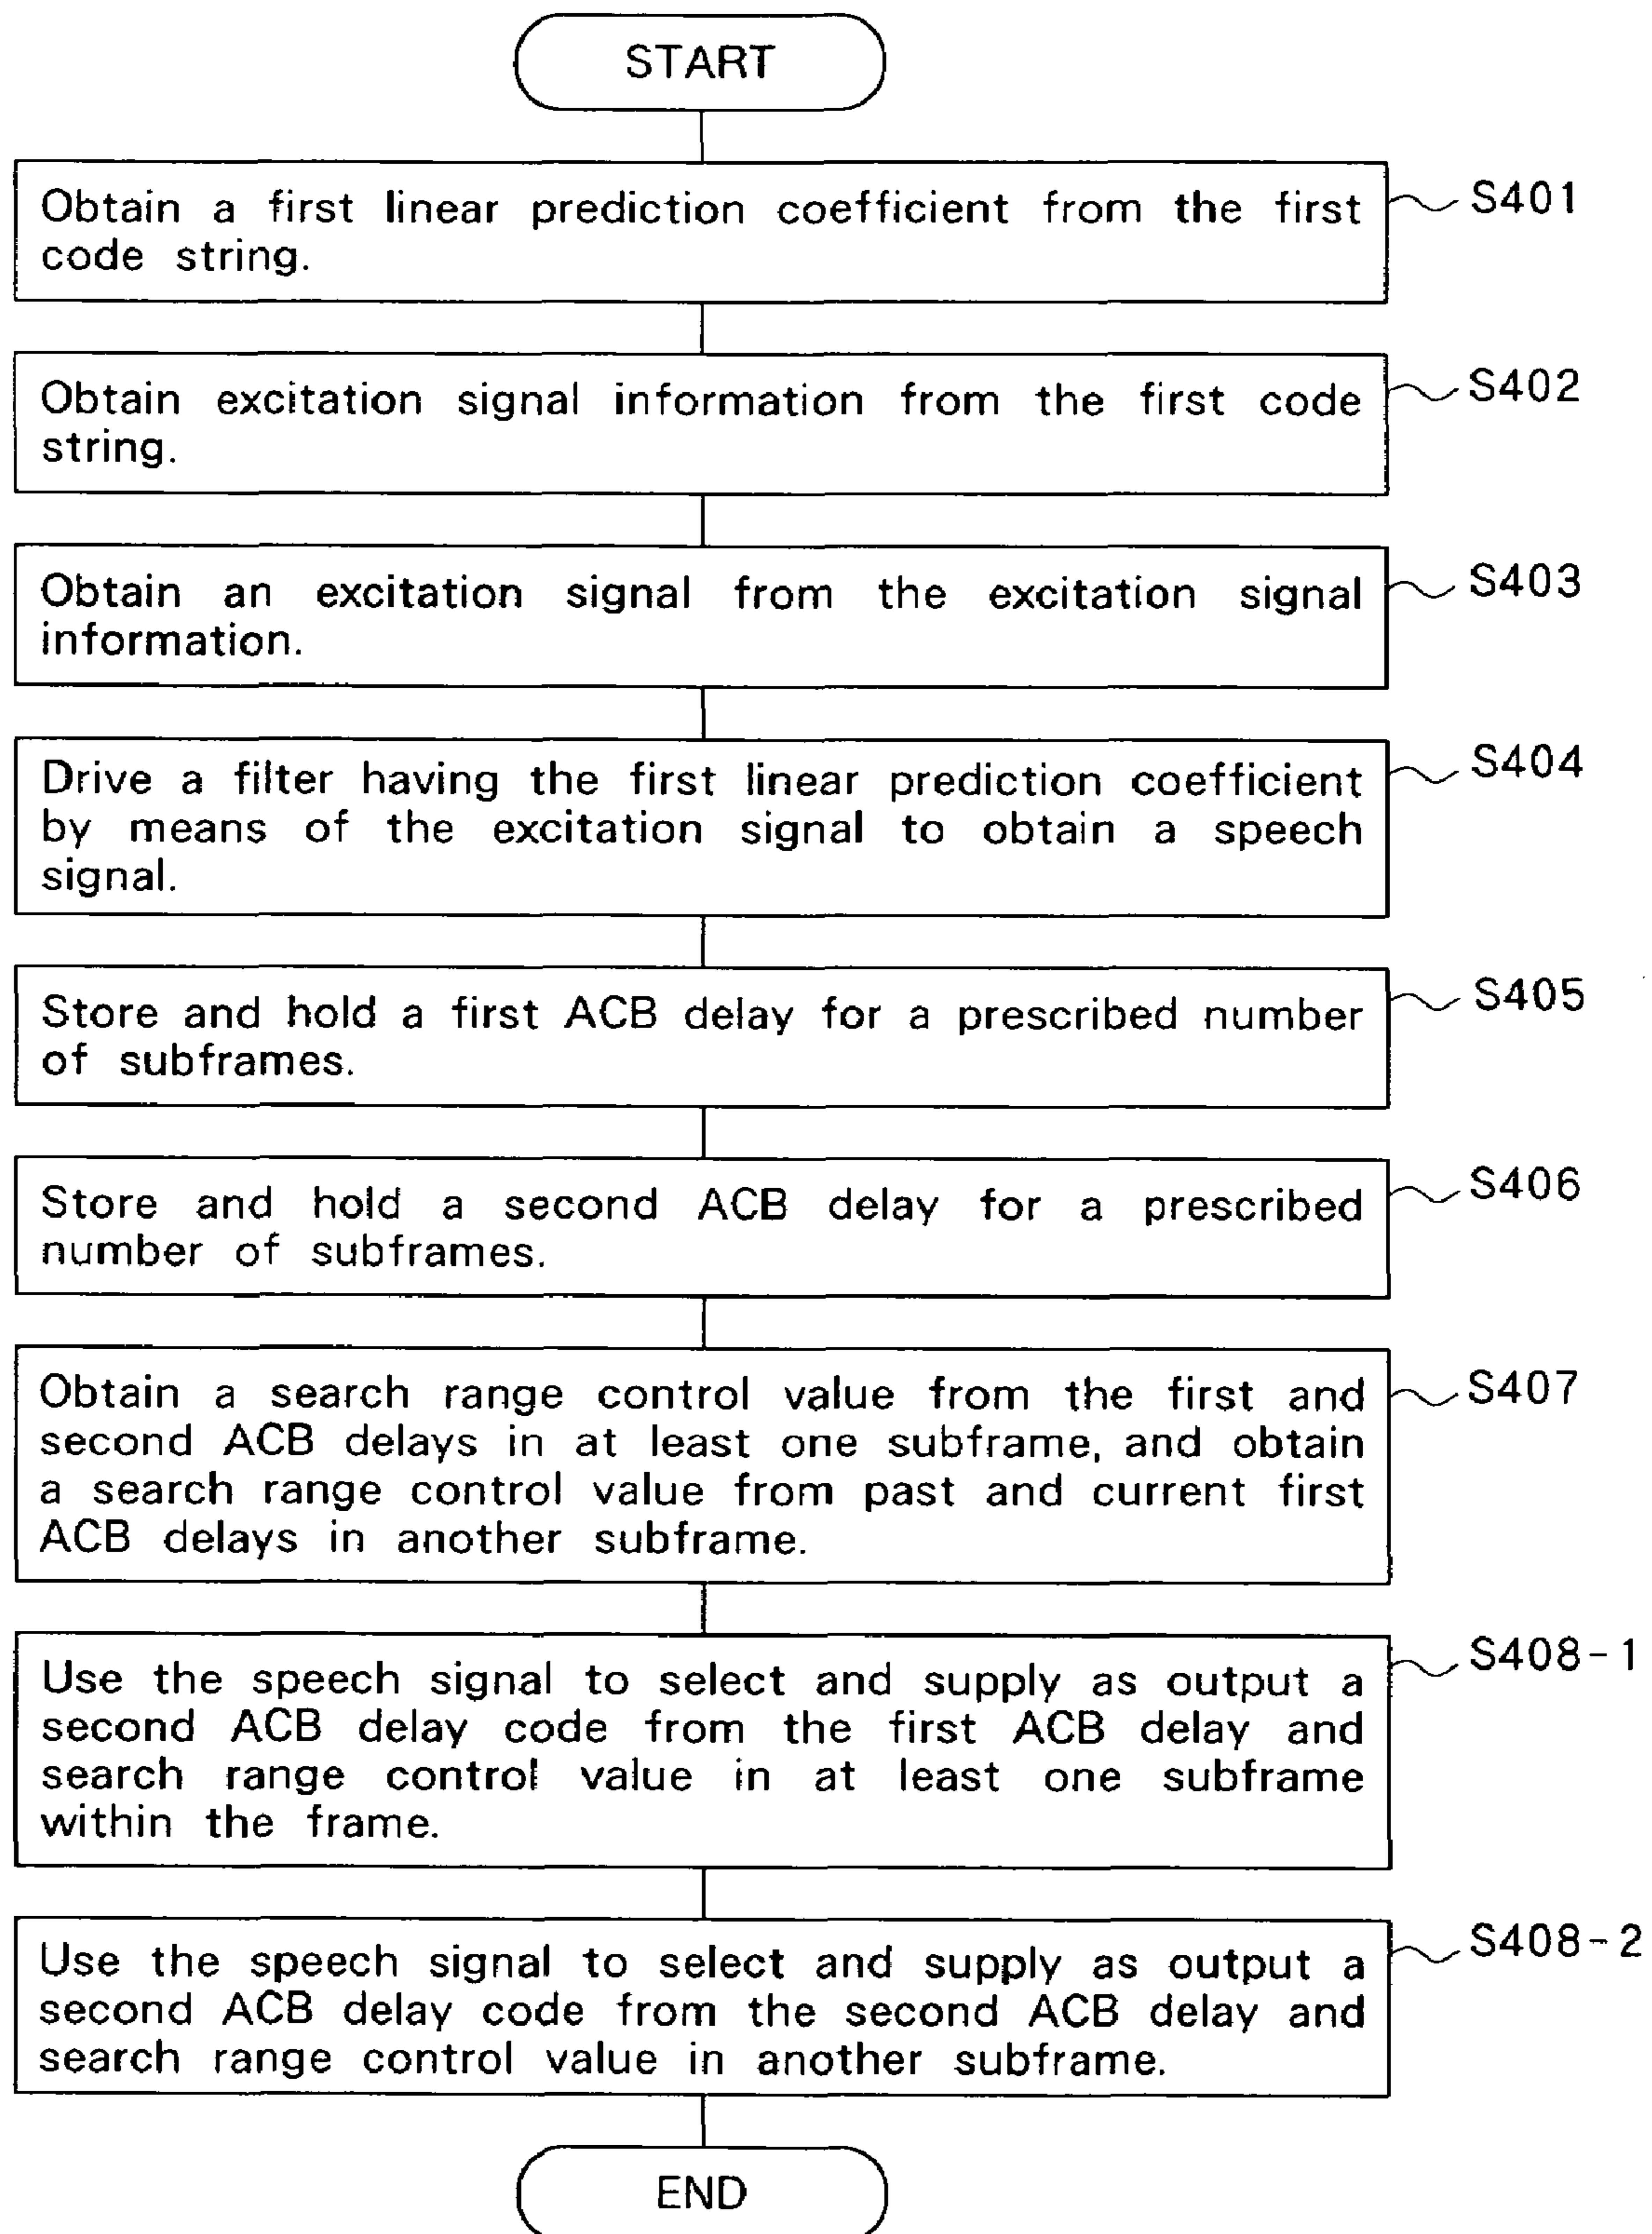 START
Obtain a first linear prediction coefficient from the first
code string.
S401
Obtain excitation signal information from the first code
string.
S402
Obtain an excitation signal from the excitation signal
information.
S403
Drive a filter having the first linear prediction coefficient
by means of the excitation signal to obtain a speech
signal.
S404
Store and hold a first ACB delay for a prescribed number
of subframes.
S405
Store and hold a second ACB delay for a prescribed
number of subframes.
S406
Obtain a search range control value from the first and
second ACB delays in at least one subframe, and obtain
a search range control value from past and current first
ACB delays in another subframe.
S407
Use the speech signal to select and supply as output a
second ACB delay code from the first ACB delay and
search range control value in at least one subframe
within the frame.
S408-1
Use the speech signal to select and supply as output a
second ACB delay code from the second ACB delay and
search range control value in another subframe.
S408-2
END